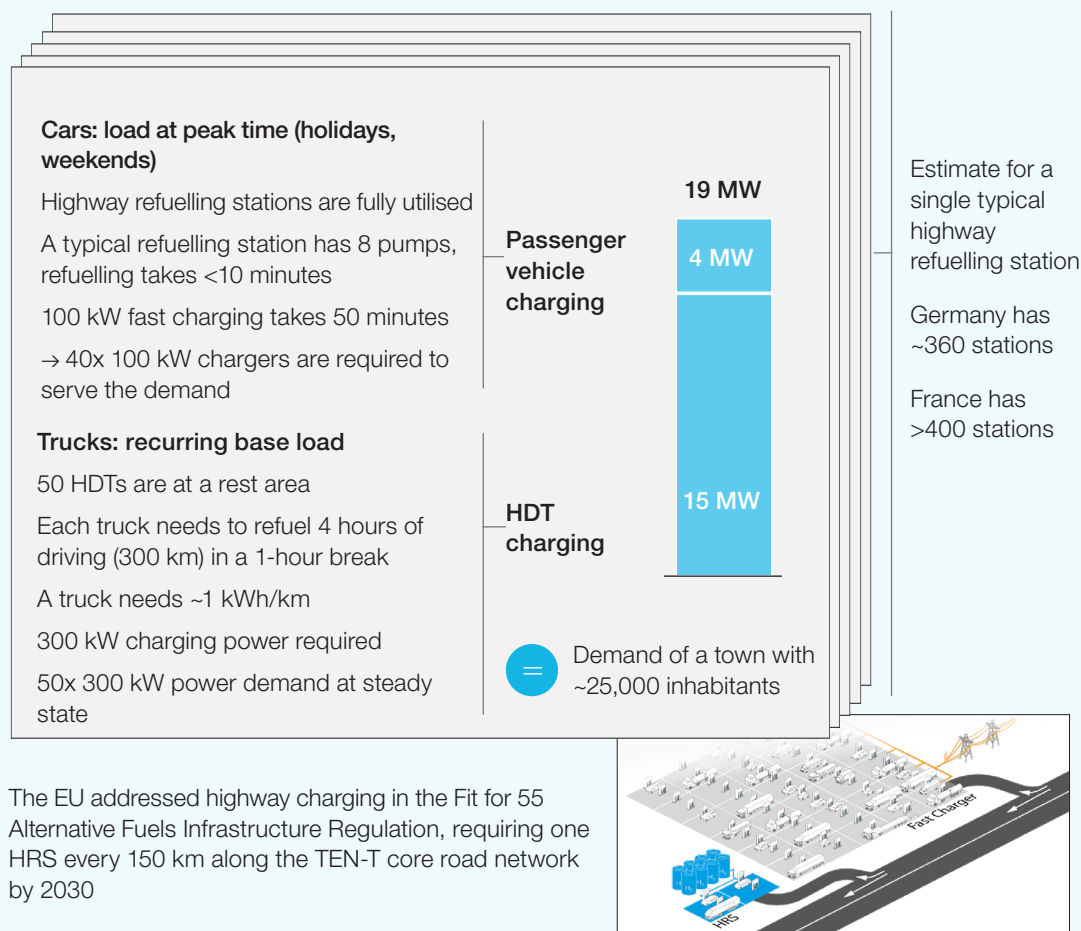 Cars: load at peak time (holidays,
weekends)
Highway refuelling stations are fully utilised
A typical refuelling station has 8 pumps,
refuelling takes <10 minutes
100 kW fast charging takes 50 minutes
→ 40x 100 kW chargers are required to
serve the demand
Passenger
vehicle
charging
Trucks: recurring base load
50 HDTs are at a rest area
Each truck needs to refuel 4 hours of
driving (300 km) in a 1-hour break
A truck needs ~1 kWh/km
300 kW charging power required
50x 300 kW power demand at steady
state
HDT
charging
19 MW
4 MW
15 MW
=
Demand of a town with
~25,000 inhabitants
Estimate for a
single typical
highway
refuelling station
Germany has
~360 stations
France has
>400 stations
The EU addressed highway charging in the Fit for 55
Alternative Fuels Infrastructure Regulation, requiring one
HRS every 150 km along the TEN-T core road network
by 2030
Fast Charger
HRS